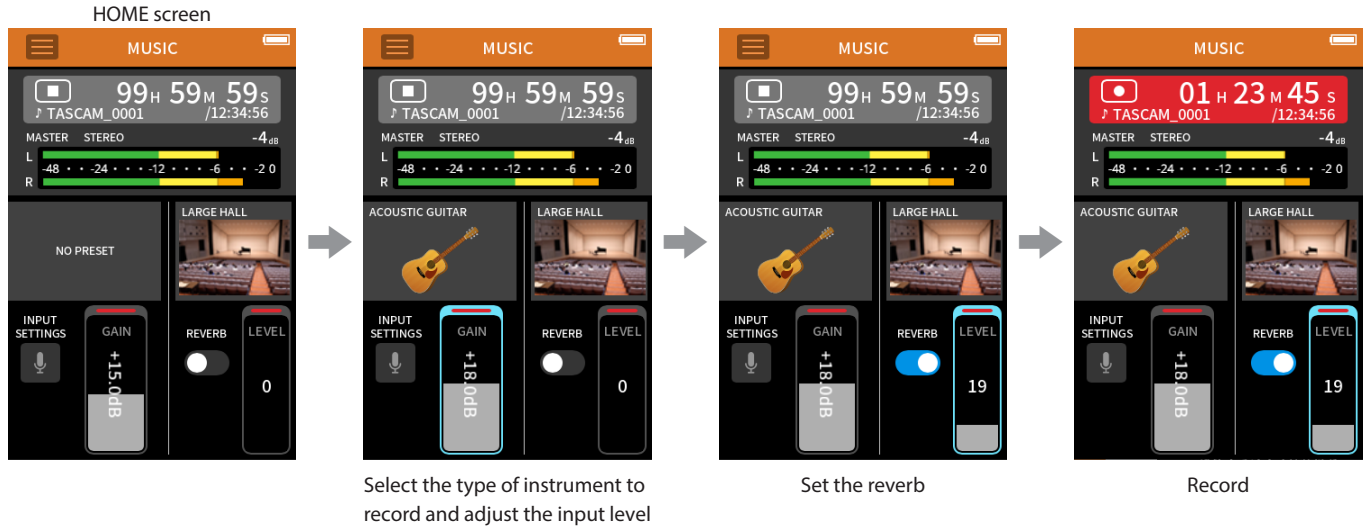 HOME screen
MUSIC
99H 59M 59S
♪ TASCAM_0001 /12:34:56
MASTER STEREO -4dB
L
-48 • • -24 • • • -12 • • • -6 • • -2 0
R
NO PRESET
LARGE HALL
INPUT
SETTINGS
GAIN
+15.0dB
REVERB
LEVEL
0
MUSIC
99H 59M 59S
♪ TASCAM_0001 /12:34:56
MASTER STEREO -4dB
L
-48 • • -24 • • • -12 • • • -6 • • -2 0
R
ACOUSTIC GUITAR
LARGE HALL
INPUT
SETTINGS
GAIN
+18.0dB
REVERB
LEVEL
0
Select the type of instrument to
record and adjust the input level
MUSIC
99H 59M 59S
♪ TASCAM_0001 /12:34:56
MASTER STEREO -4dB
L
-48 • • -24 • • • -12 • • • -6 • • -2 0
R
ACOUSTIC GUITAR
LARGE HALL
INPUT
SETTINGS
GAIN
+18.0dB
REVERB
LEVEL
19
Set the reverb
MUSIC
01H 23M 45S
♪ TASCAM_0001 /12:34:56
MASTER STEREO -4dB
L
-48 • • -24 • • • -12 • • • -6 • • -2 0
R
ACOUSTIC GUITAR
LARGE HALL
INPUT
SETTINGS
GAIN
+18.0dB
REVERB
LEVEL
19
Record